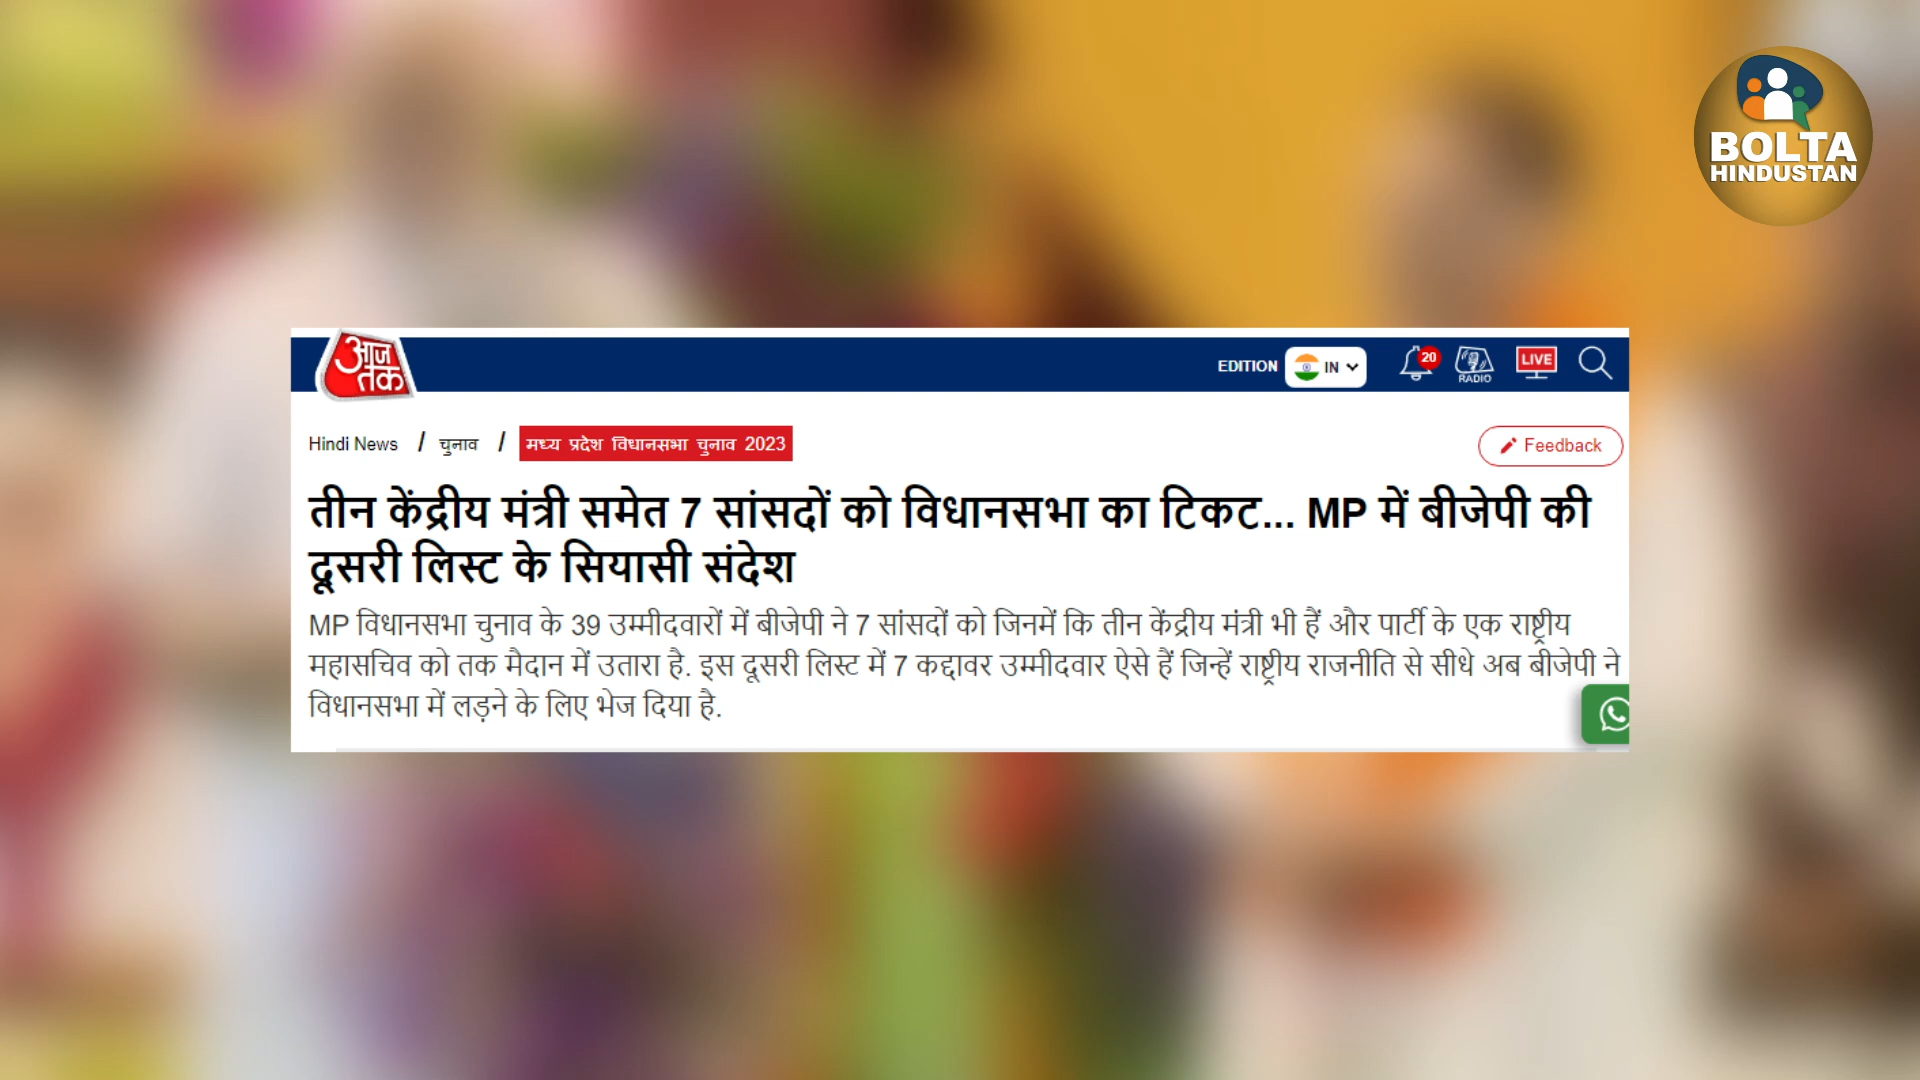 BOLTA
HINDUSTAN
आज
तक
EDITION IN 20 RADIO LIVE
Hindi News / चुनाव / मध्य प्रदेश विधानसभा चुनाव 2023
Feedback
तीन केंद्रीय मंत्री समेत 7 सांसदों को विधानसभा का टिकट... MP में बीजेपी की
दूसरी लिस्ट के सियासी संदेश
MP विधानसभा चुनाव के 39 उम्मीदवारों में बीजेपी ने 7 सांसदों को जिनमें कि तीन केंद्रीय मंत्री भी हैं और पार्टी के एक राष्ट्रीय
महासचिव को तक मैदान में उतारा है. इस दूसरी लिस्ट में 7 कद्दावर उम्मीदवार ऐसे हैं जिन्हें राष्ट्रीय राजनीति से सीधे अब बीजेपी ने
विधानसभा में लड़ने के लिए भेज दिया है.